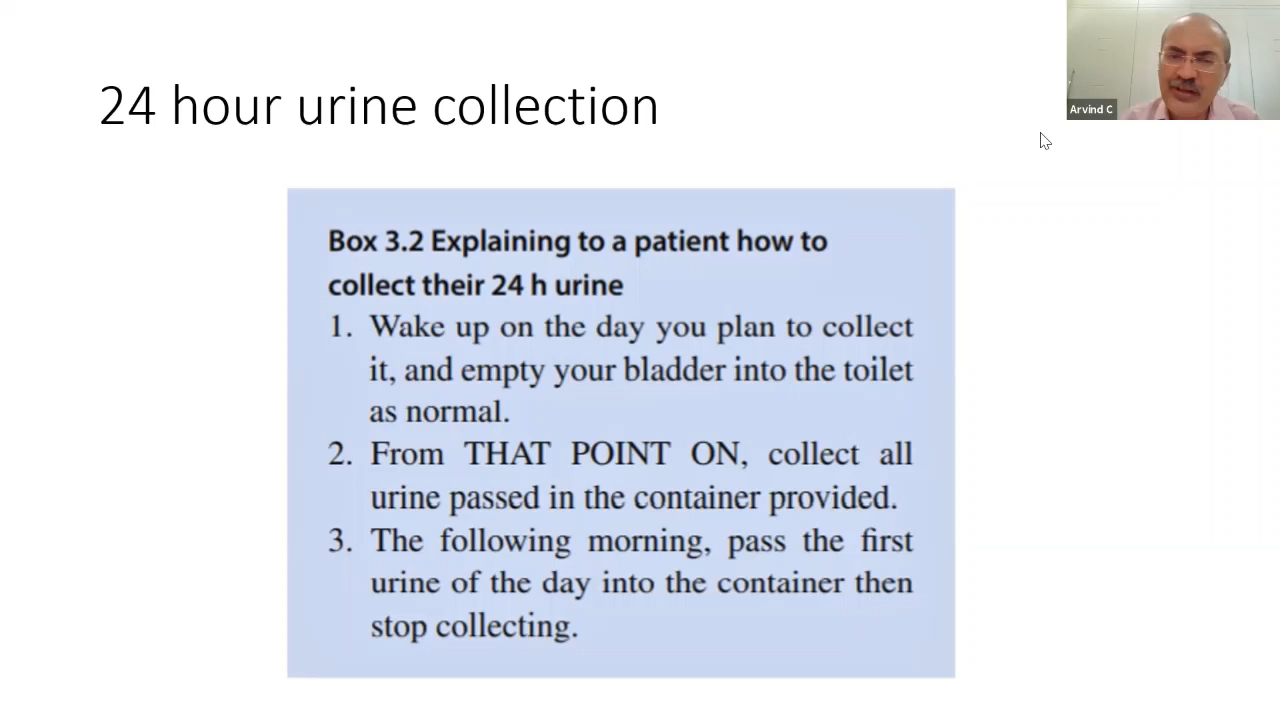 24 hour urine collection
Arvind C
Box 3.2 Explaining to a patient how to
collect their 24 h urine
1. Wake up on the day you plan to collect
it, and empty your bladder into the toilet
as normal.
2. From THAT POINT ON, collect all
urine passed in the container provided.
3. The following morning, pass the first
urine of the day into the container then
stop collecting.